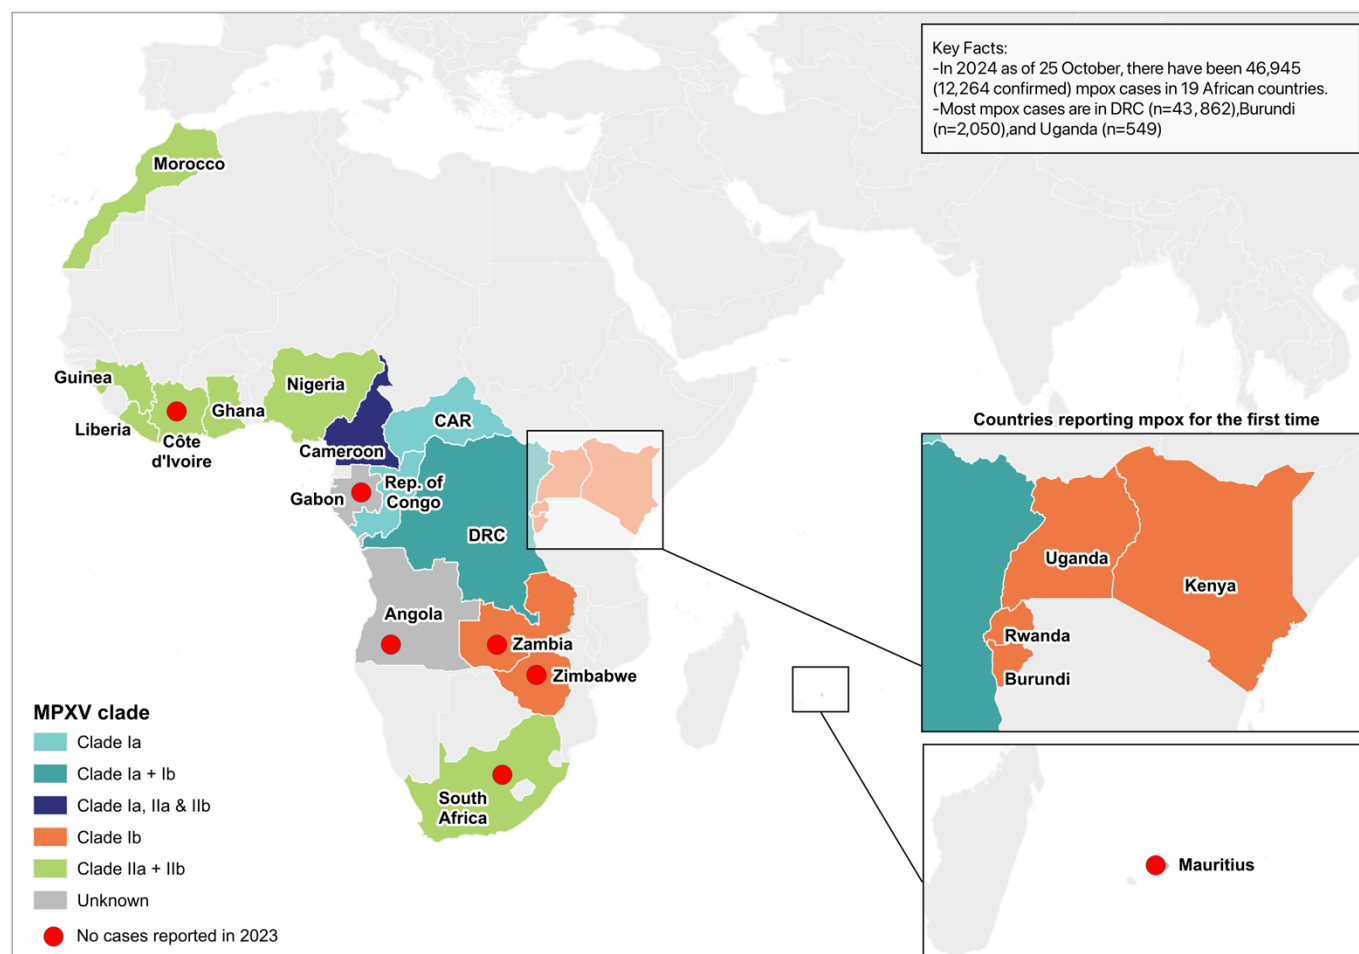 Key Facts:
-In 2024 as of 25 October, there have been 46,945
(12,264 confirmed) mpox cases in 19 African countries.
-Most mpox cases are in DRC (n=43,862),Burundi
(n=2,050),and Uganda (n=549)
Morocco
Guinea
Liberia
Côte
d'Ivoire
Ghana
Nigeria
Cameroon
CAR
Gabon
Rep. of
Congo
DRC
Angola
Zambia
Zimbabwe
South
Africa
Countries reporting mpox for the first time
Uganda
Kenya
Rwanda
Burundi
Mauritius
MPXV clade
Clade Ia
Clade Ia + Ib
Clade Ia, IIa & IIb
Clade Ib
Clade IIa + IIb
Unknown
No cases reported in 2023